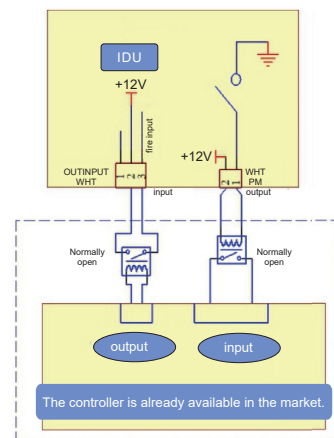 IDU
+12V
fire input
+12V
1 2 3
2 1
OUTINPUT
WHT
WHT
PM
input
output
Normally
open
Normally
open
output
input
The controller is already available in the market.